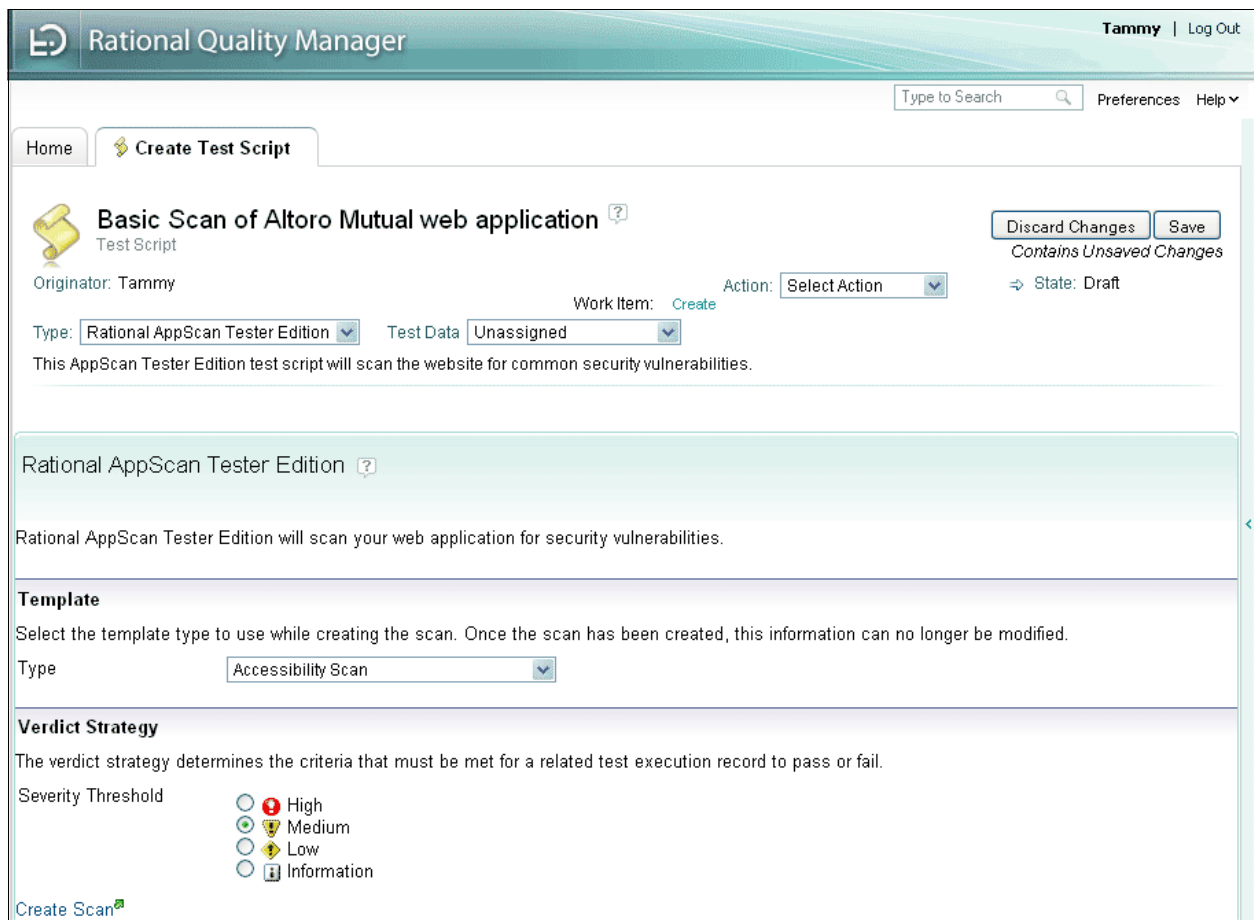 Rational Quality Manager
Tammy | Log Out
Type to Search
Preferences Help
Home
Create Test Script
Basic Scan of Altoro Mutual web application ?
Test Script
Discard Changes Save
Contains Unsaved Changes
Originator: Tammy
Action: Select Action
State: Draft
Work Item: Create
Type: Rational AppScan Tester Edition Test Data Unassigned
This AppScan Tester Edition test script will scan the website for common security vulnerabilities.
Rational AppScan Tester Edition ?
Rational AppScan Tester Edition will scan your web application for security vulnerabilities.
Template
Select the template type to use while creating the scan. Once the scan has been created, this information can no longer be modified.
Type Accessibility Scan
Verdict Strategy
The verdict strategy determines the criteria that must be met for a related test execution record to pass or fail.
Severity Threshold
High
Medium
Low
Information
Create Scan